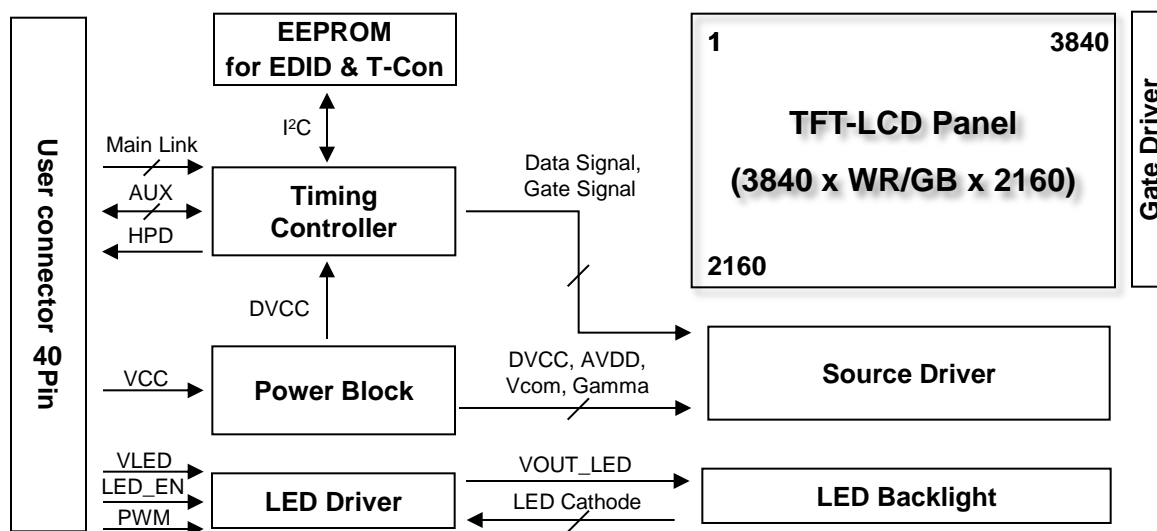 EEPROM
for EDID & T-Con
I²C
User connector 40Pin
Main Link
AUX
HPD
Timing
Controller
Data Signal,
Gate Signal
1
3840
TFT-LCD Panel
(3840 x WR/GB x 2160)
2160
Gate Driver
DVCC
VCC
Power Block
DVCC, AVDD,
Vcom, Gamma
Source Driver
VLED
LED_EN
PWM
LED Driver
VOUT_LED
LED Cathode
LED Backlight